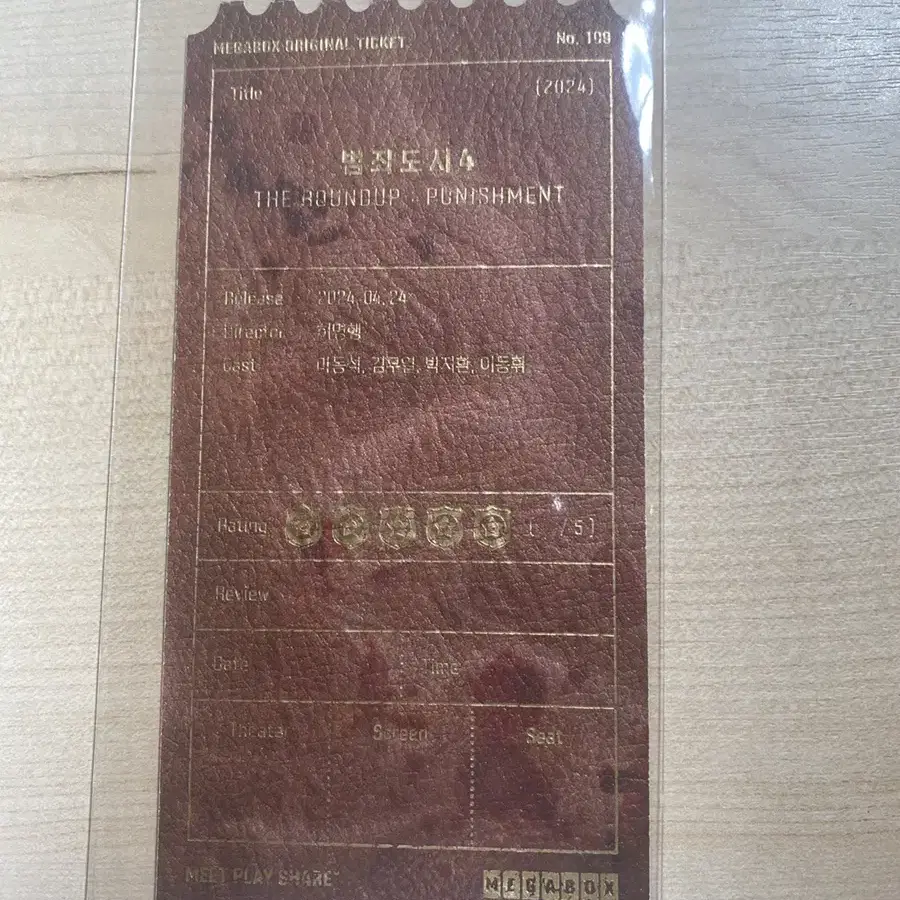 MEGABOX ORIGINAL TICKET No. 109
Title (2024)
범죄도시4
THE ROUNDUP : PUNISHMENT
Release 2024.04.24
Director 허명행
Cast 마동석, 김무열, 박지환, 이동휘
Rating ( /5)
Review
Date Time
Theater Screen Seat
MEET PLAY SHARE
MEGABOX